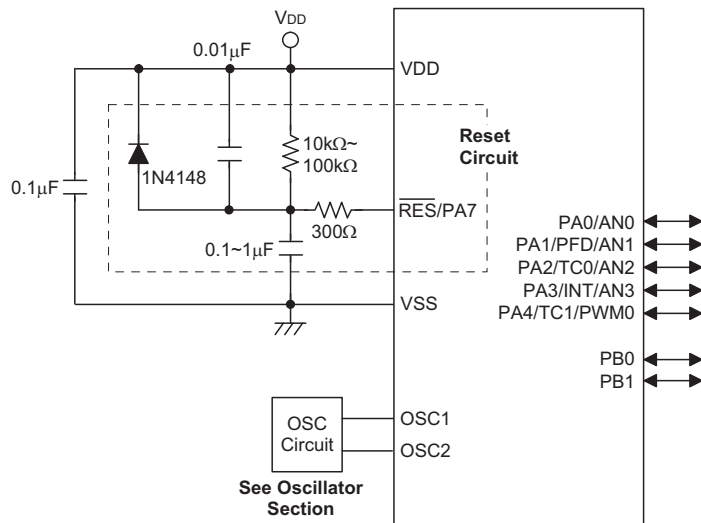 VDD
0.01μF
VDD
Reset
Circuit
10kΩ~
100kΩ
1N4148
0.1μF
RES/PA7
300Ω
0.1~1μF
VSS
PA0/AN0
PA1/PFD/AN1
PA2/TC0/AN2
PA3/INT/AN3
PA4/TC1/PWM0
PB0
PB1
OSC
Circuit
OSC1
OSC2
See Oscillator
Section